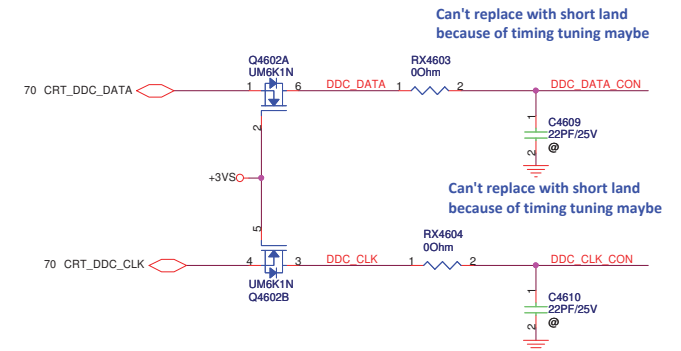 Can't replace with short land
because of timing tuning maybe
Q4602A
UM6K1N
RX4603
0Ohm
70 CRT_DDC_DATA
1
6
DDC_DATA
1
2
DDC_DATA_CON
2
1
C4609
22PF/25V
@
2
+3VS
Can't replace with short land
because of timing tuning maybe
5
RX4604
0Ohm
70 CRT_DDC_CLK
4
3
DDC_CLK
1
2
DDC_CLK_CON
UM6K1N
Q4602B
1
C4610
22PF/25V
@
2